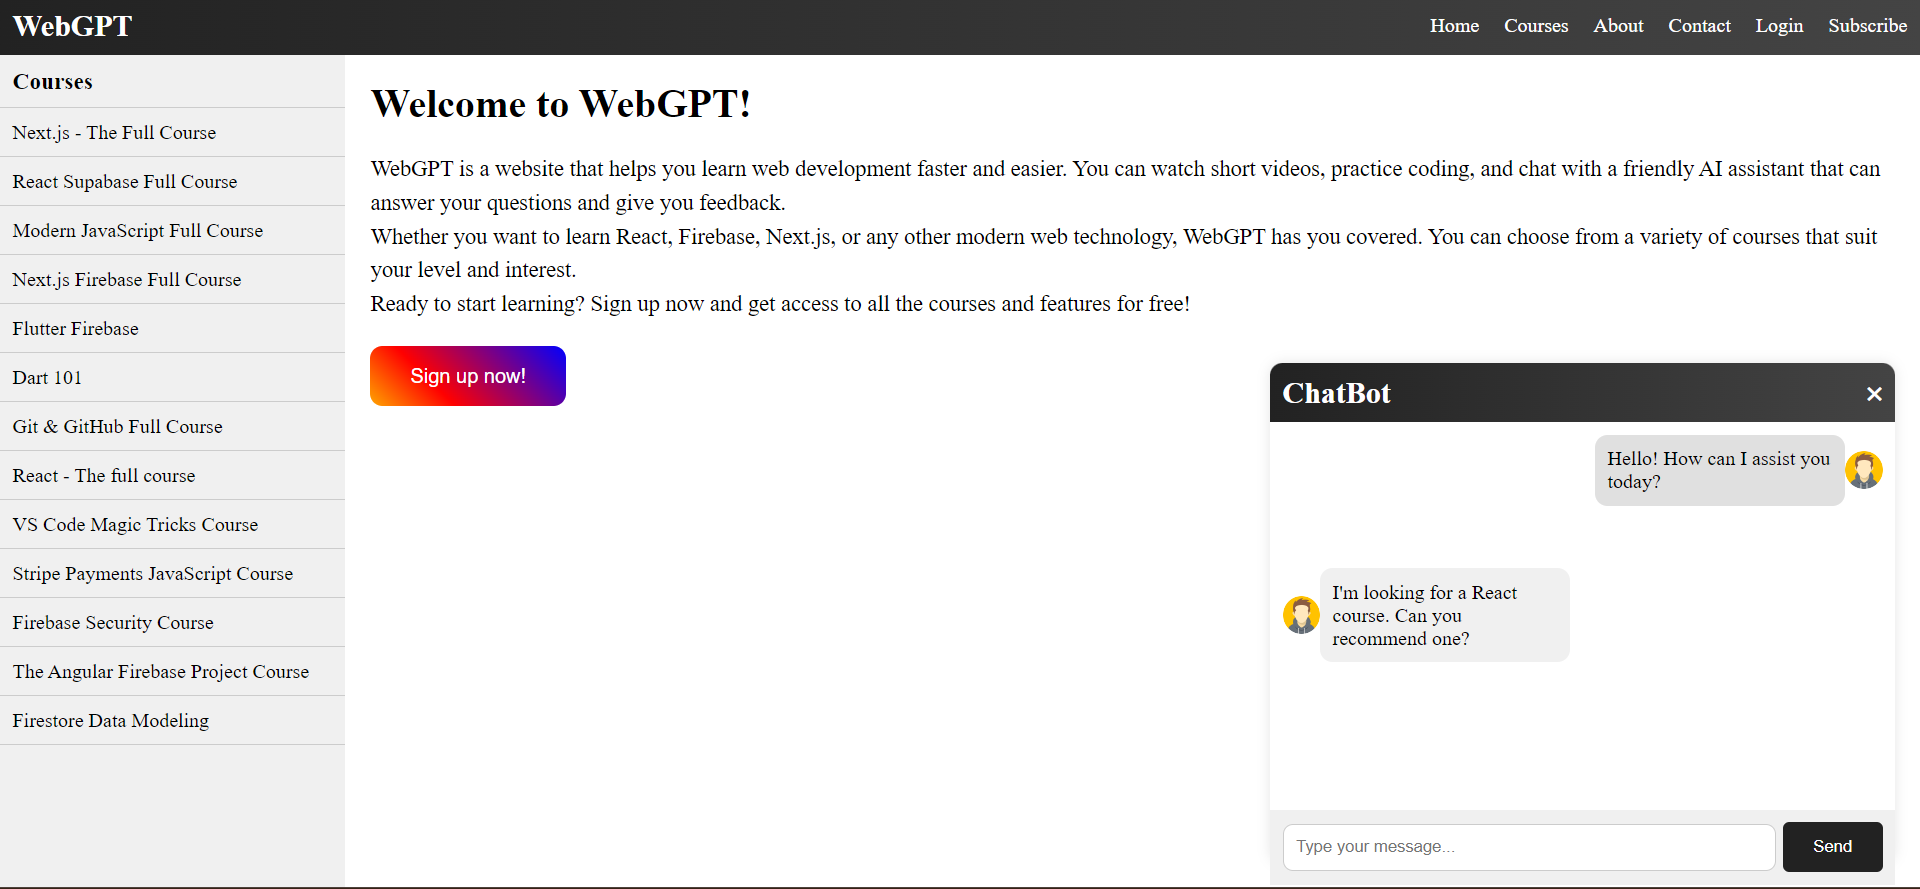 WebGPT
Home Courses About Contact Login Subscribe
Courses
Next.js - The Full Course
React Supabase Full Course
Modern JavaScript Full Course
Next.js Firebase Full Course
Flutter Firebase
Dart 101
Git & GitHub Full Course
React - The full course
VS Code Magic Tricks Course
Stripe Payments JavaScript Course
Firebase Security Course
The Angular Firebase Project Course
Firestore Data Modeling
Welcome to WebGPT!
WebGPT is a website that helps you learn web development faster and easier. You can watch short videos, practice coding, and chat with a friendly AI assistant that can
answer your questions and give you feedback.
Whether you want to learn React, Firebase, Next.js, or any other modern web technology, WebGPT has you covered. You can choose from a variety of courses that suit
your level and interest.
Ready to start learning? Sign up now and get access to all the courses and features for free!
Sign up now!
ChatBot ×
Hello! How can I assist you
today?
I'm looking for a React
course. Can you
recommend one?
Type your message...
Send